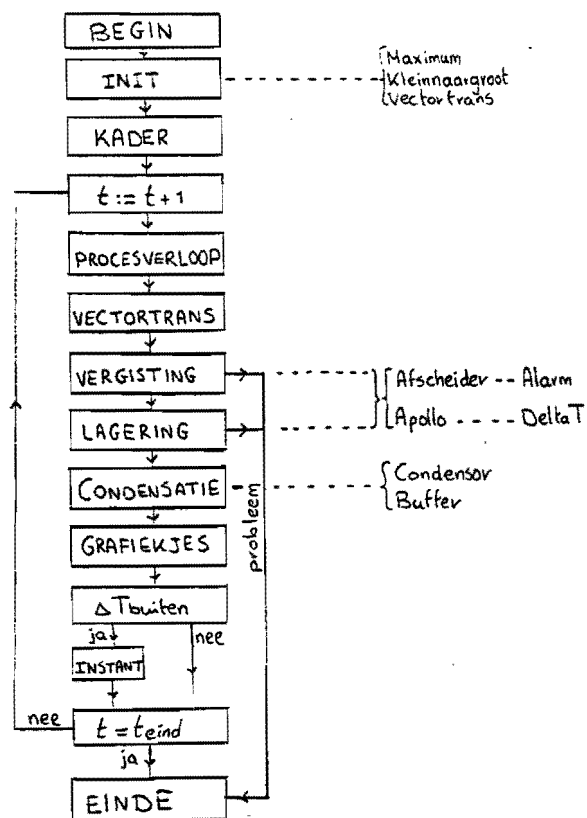 BEGIN
INIT
Maximum
Kleinnaargroot
Vectortrans
KADER
t := t + 1
PROCESVERLOOP
VECTORTRANS
VERGISTING
Afscheider -- Alarm
LAGERING
Apollo ---- DeltaT
CONDENSATIE
Condensor
Buffer
probleem
GRAFIEKJES
ΔTbuiten
ja
nee
INSTANT
nee
t = teind
ja
EINDE